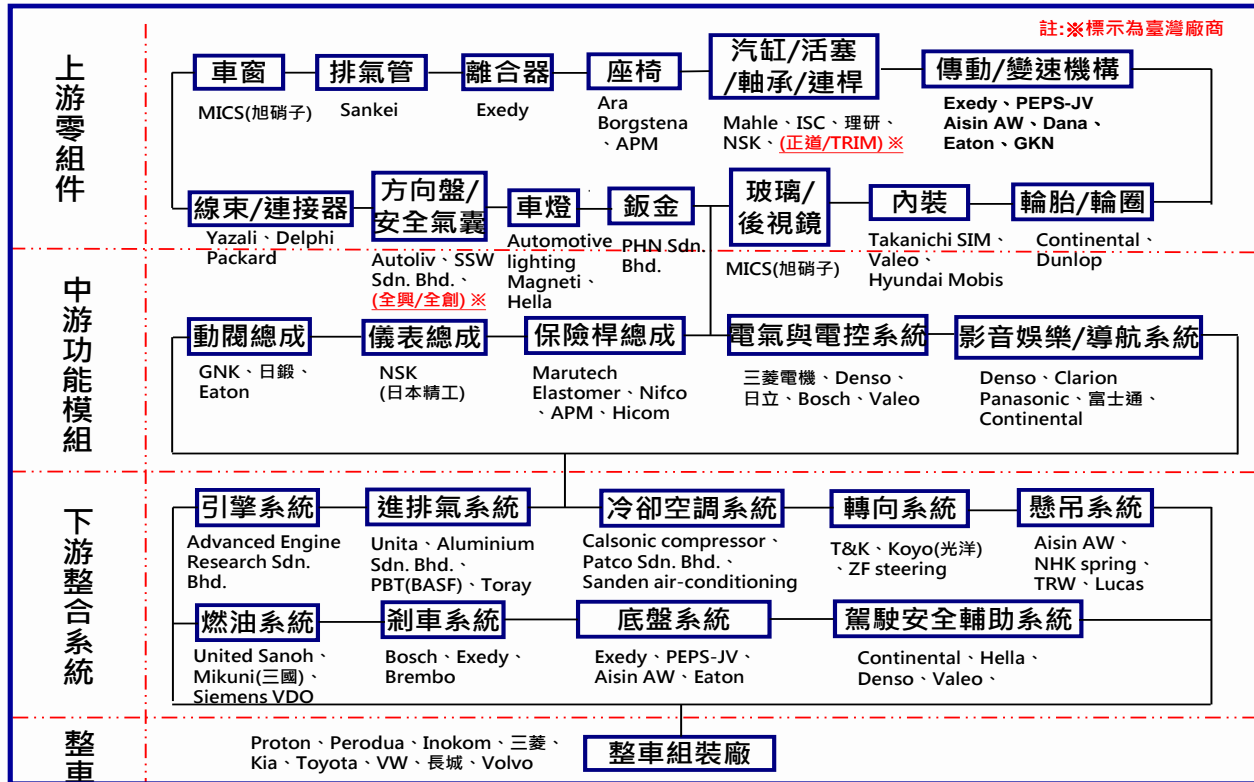 註:※標示為臺灣廠商
上游零組件
車窗
MICS(旭硝子)
排氣管
Sankei
離合器
Exedy
座椅
Ara
Borgstena
、APM
汽缸/活塞
/軸承/連桿
Mahle、ISC、理研、
NSK、(正道/TRIM) ※
傳動/變速機構
Exedy、PEPS-JV
Aisin AW、Dana、
Eaton、GKN
線束/連接器
Yazali、Delphi
Packard
方向盤/
安全氣囊
Autoliv、SSW
Sdn. Bhd.、
(全興/全創) ※
車燈
Automotive
lighting
Magneti、
Hella
鈑金
PHN Sdn.
Bhd.
玻璃/
後視鏡
MICS(旭硝子)
內裝
Takanichi SIM、
Valeo、
Hyundai Mobis
輪胎/輪圈
Continental、
Dunlop
中游功能模組
動閥總成
GNK、日鍛、
Eaton
儀表總成
NSK
(日本精工)
保險桿總成
Marutech
Elastomer、Nifco
、APM、Hicom
電氣與電控系統
三菱電機、Denso、
日立、Bosch、Valeo
影音娛樂/導航系統
Denso、Clarion
Panasonic、富士通、
Continental
下游整合系統
引擎系統
Advanced Engine
Research Sdn.
Bhd.
進排氣系統
Unita、Aluminium
Sdn. Bhd.、
PBT(BASF)、Toray
冷卻空調系統
Calsonic compressor、
Patco Sdn. Bhd.、
Sanden air-conditioning
轉向系統
T&K、Koyo(光洋)
、ZF steering
懸吊系統
Aisin AW、
NHK spring、
TRW、Lucas
燃油系統
United Sanoh、
Mikuni(三國)、
Siemens VDO
剎車系統
Bosch、Exedy、
Brembo
底盤系統
Exedy、PEPS-JV、
Aisin AW、Eaton
駕駛安全輔助系統
Continental、Hella、
Denso、Valeo、
整車
Proton、Perodua、Inokom、三菱、
Kia、Toyota、VW、長城、Volvo
整車組裝廠